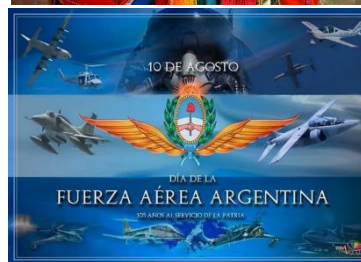 10 DE AGOSTO
DÍA DE LA
FUERZA AÉREA ARGENTINA
105 AÑOS AL SERVICIO DE LA PATRIA